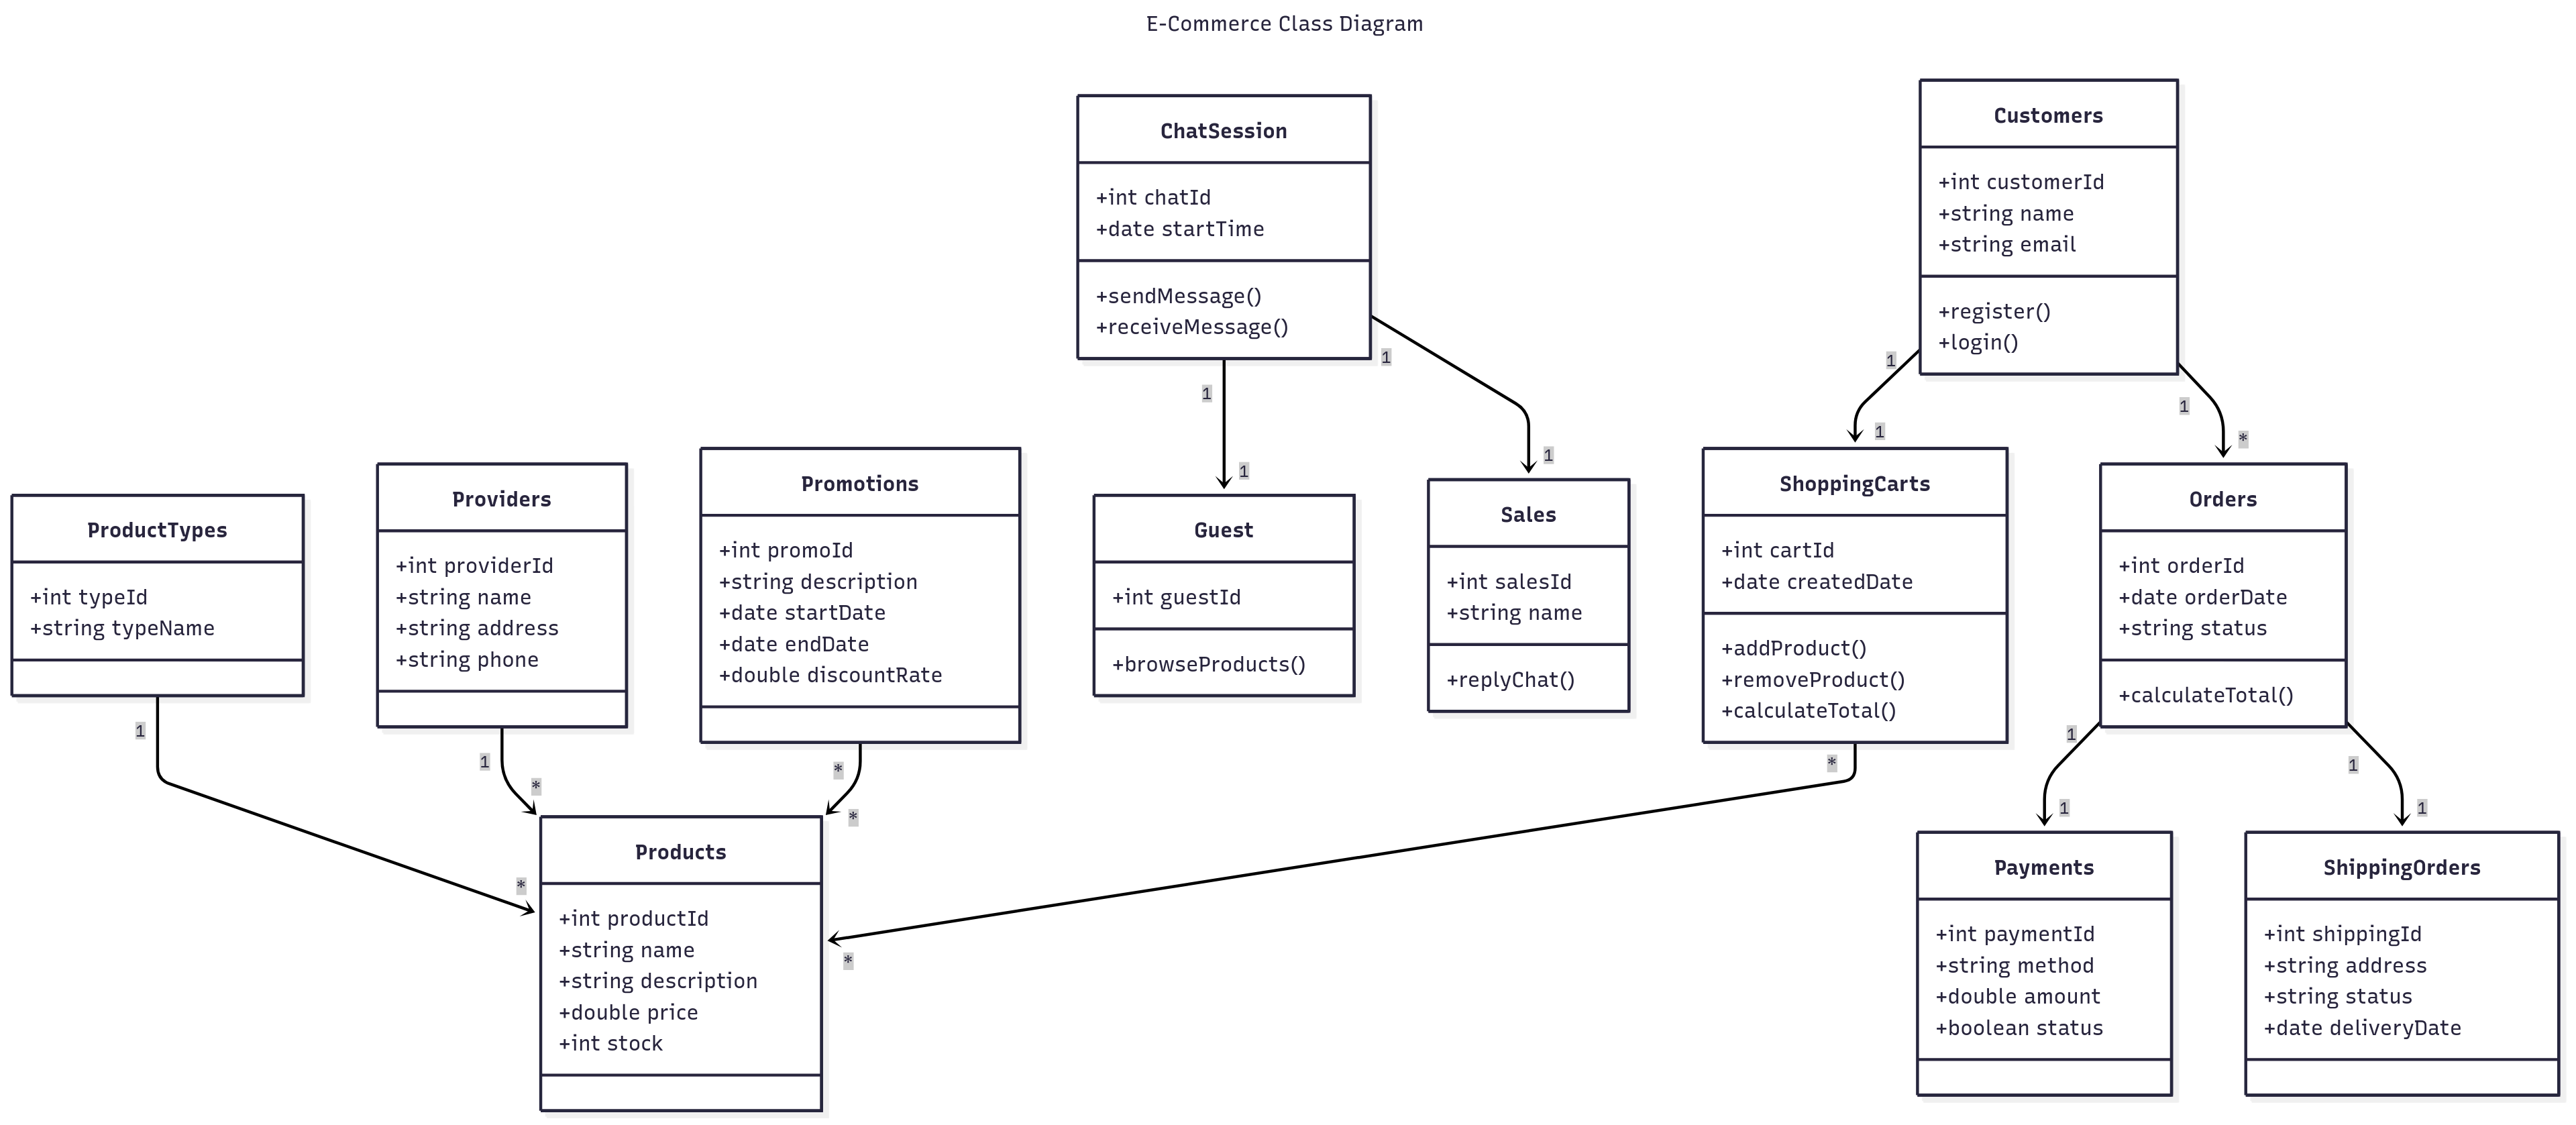 E-Commerce Class Diagram
ChatSession
+int chatId
+date startTime
+sendMessage()
+receiveMessage()
Customers
+int customerId
+string name
+string email
+register()
+login()
1
1
1
1
1
1
1
*
ProductTypes
+int typeId
+string typeName
Providers
+int providerId
+string name
+string address
+string phone
Promotions
+int promoId
+string description
+date startDate
+date endDate
+double discountRate
Guest
+int guestId
+browseProducts()
Sales
+int salesId
+string name
+replyChat()
ShoppingCarts
+int cartId
+date createdDate
+addProduct()
+removeProduct()
+calculateTotal()
Orders
+int orderId
+date orderDate
+string status
+calculateTotal()
1
*
1
*
*
*
*
*
1
1
1
1
Products
+int productId
+string name
+string description
+double price
+int stock
Payments
+int paymentId
+string method
+double amount
+boolean status
ShippingOrders
+int shippingId
+string address
+string status
+date deliveryDate